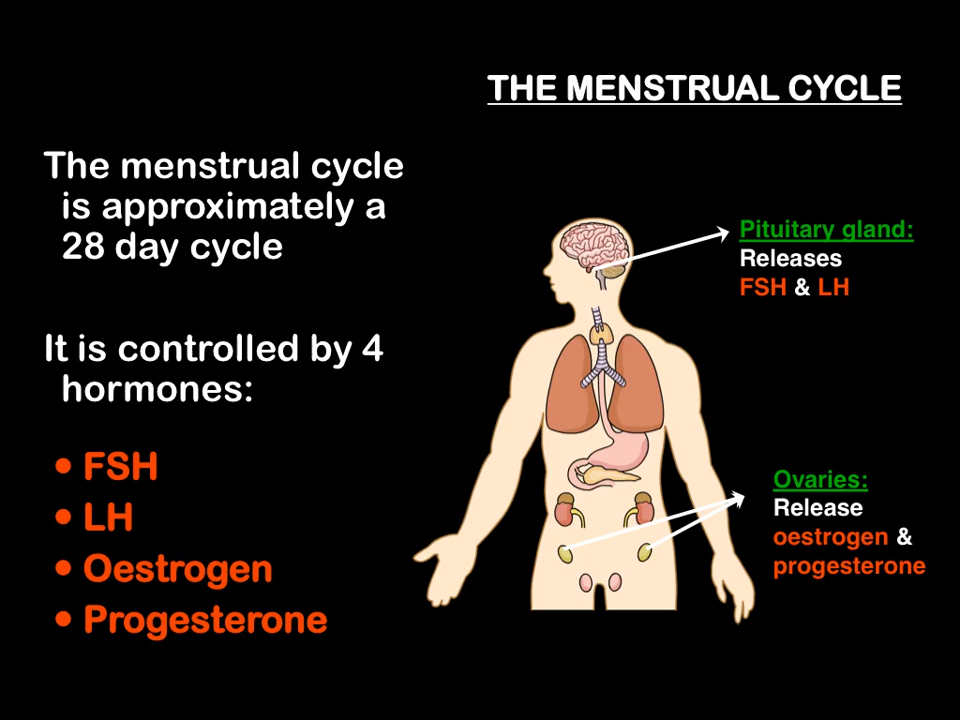 THE MENSTRUAL CYCLE
The menstrual cycle
is approximately a
28 day cycle
It is controlled by 4
hormones:
• FSH
• LH
• Oestrogen
• Progesterone
Pituitary gland:
Releases
FSH & LH
Ovaries:
Release
oestrogen &
progesterone